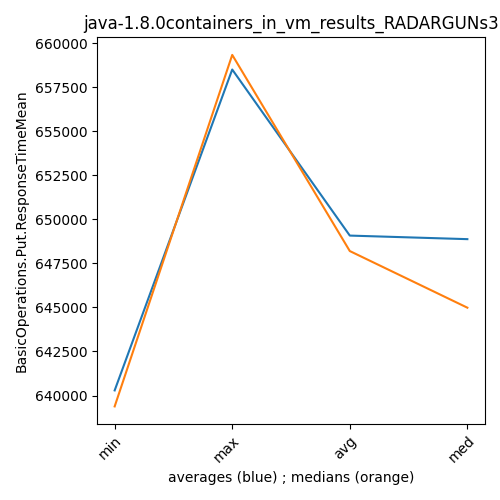 java-1.8.0containers_in_vm_results_RADARGUNs3
BasicOperations.Put.ResponseTimeMean
660000
657500
655000
652500
650000
647500
645000
642500
640000
min
max
avg
med
averages (blue) ; medians (orange)